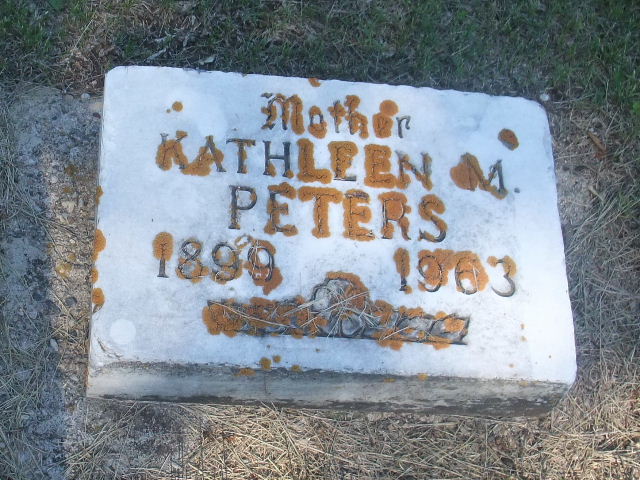 Mother
KATHLEEN M.
PETERS
1899 1963